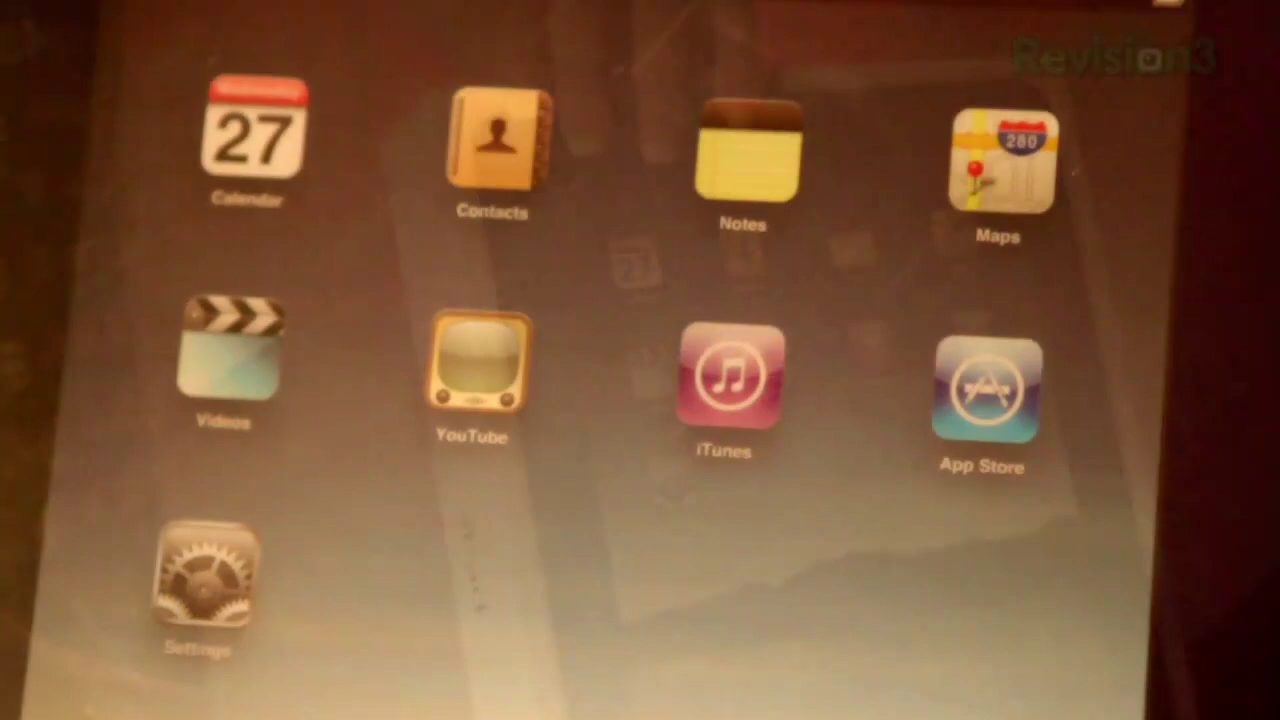 Revision3
27
Calendar
Contacts
Notes
280
Maps
Videos
YouTube
iTunes
App Store
Settings